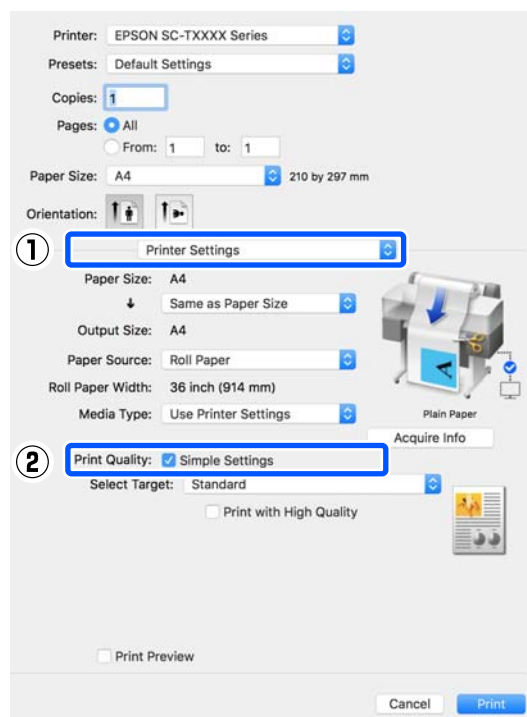 Printer: EPSON SC-TXXXX Series
Presets: Default Settings
Copies: 1
Pages: All
From: 1 to: 1
Paper Size: A4 210 by 297 mm
Orientation:
1 Printer Settings
Paper Size: A4
Same as Paper Size
Output Size: A4
Paper Source: Roll Paper
Roll Paper Width: 36 inch (914 mm)
Media Type: Use Printer Settings
Plain Paper
Acquire Info
2 Print Quality: Simple Settings
Select Target: Standard
Print with High Quality
Print Preview
Cancel Print